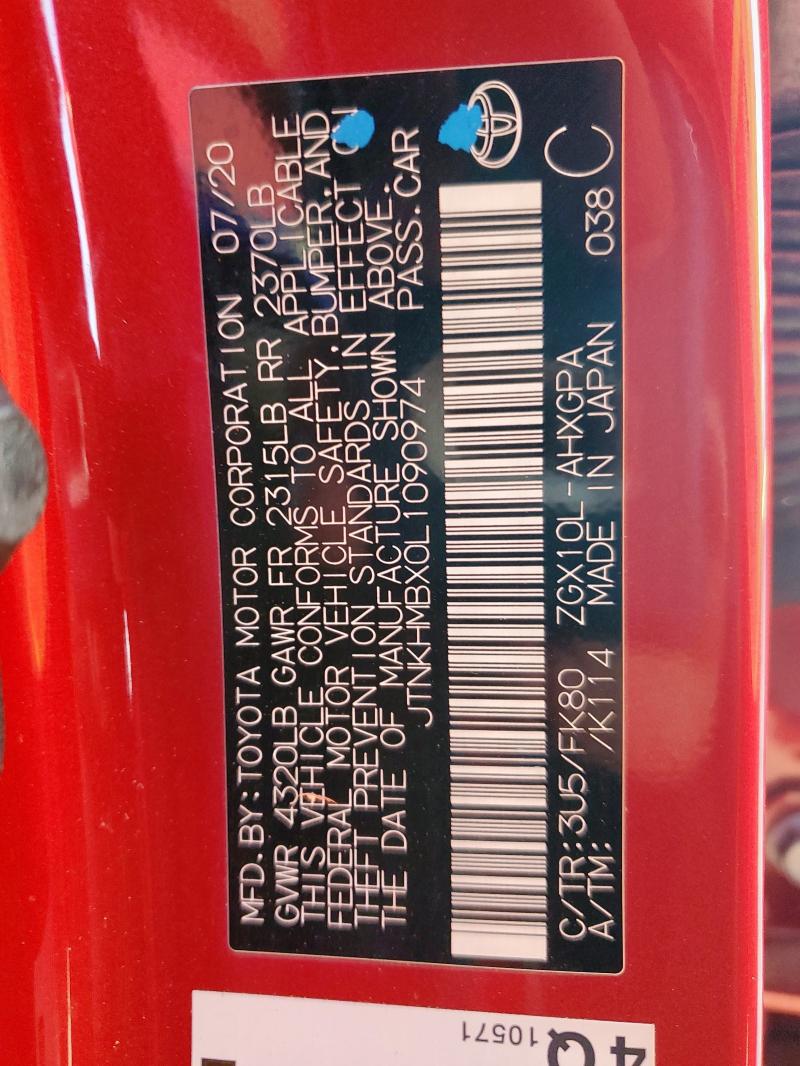 MFD.BY:TOYOTA MOTOR CORPORATION 07/20
GVWR 4320LB GAWR FR 2315LB RR 2370LB
THIS VEHICLE CONFORMS TO ALL APPLICABLE
FEDERAL MOTOR VEHICLE SAFETY,BUMPER,AND
THEFT PREVENTION STANDARDS IN EFFECT
THE DATE OF MANUFACTURE SHOWN ABOVE.
JTNKHMBX0L1090974 PASS.CAR
C/TR:3U5/FK80 ZGX10L-AHXGPA 038 C
A/TM: /K114 MADE IN JAPAN
4Q
10571